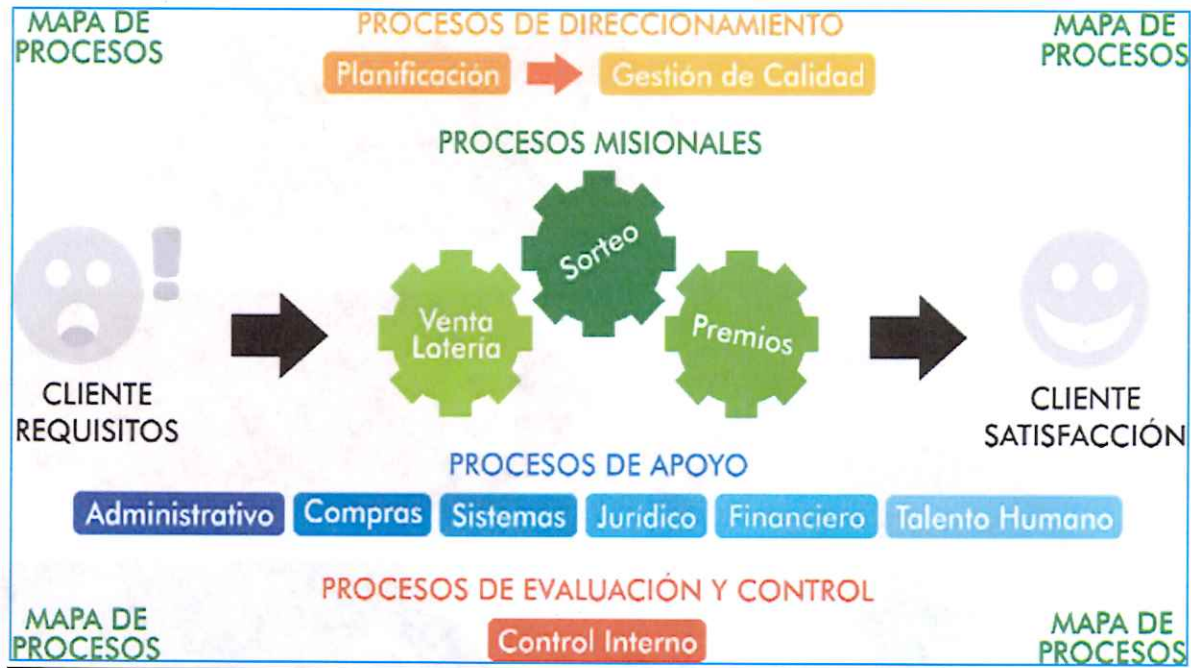 MAPA DE
PROCESOS
PROCESOS DE DIRECCIONAMIENTO
MAPA DE
PROCESOS
Planificación
Gestión de Calidad
PROCESOS MISIONALES
Sorteo
Venta
Lotería
Premios
CLIENTE
REQUISITOS
CLIENTE
SATISFACCIÓN
PROCESOS DE APOYO
Administrativo
Compras
Sistemas
Jurídico
Financiero
Talento Humano
PROCESOS DE EVALUACIÓN Y CONTROL
Control Interno
MAPA DE
PROCESOS
MAPA DE
PROCESOS